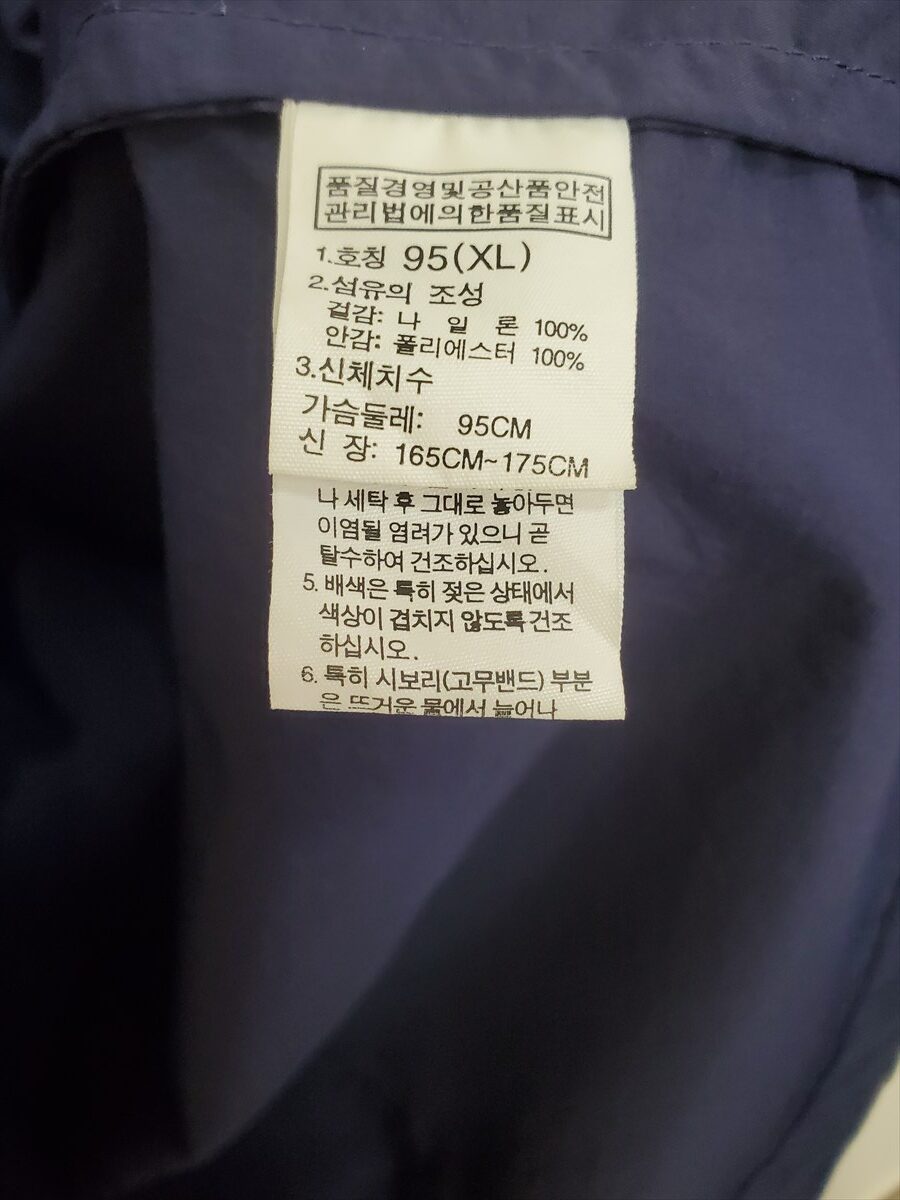 품질경영및공산품안전
관리법에의한품질표시
1.호칭 95(XL)
2.섬유의 조성
겉감: 나 일 론 100%
안감: 폴리에스터 100%
3.신체치수
가슴둘레: 95CM
신 장: 165CM~175CM
나 세탁 후 그대로 놓아두면
이염될 염려가 있으니 곧
탈수하여 건조하십시오.
5. 배색은 특히 젖은 상태에서
색상이 겹치지 않도록 건조
하십시오.
6. 특히 시보리(고무밴드) 부분
은 뜨거운 물에서 늘어나